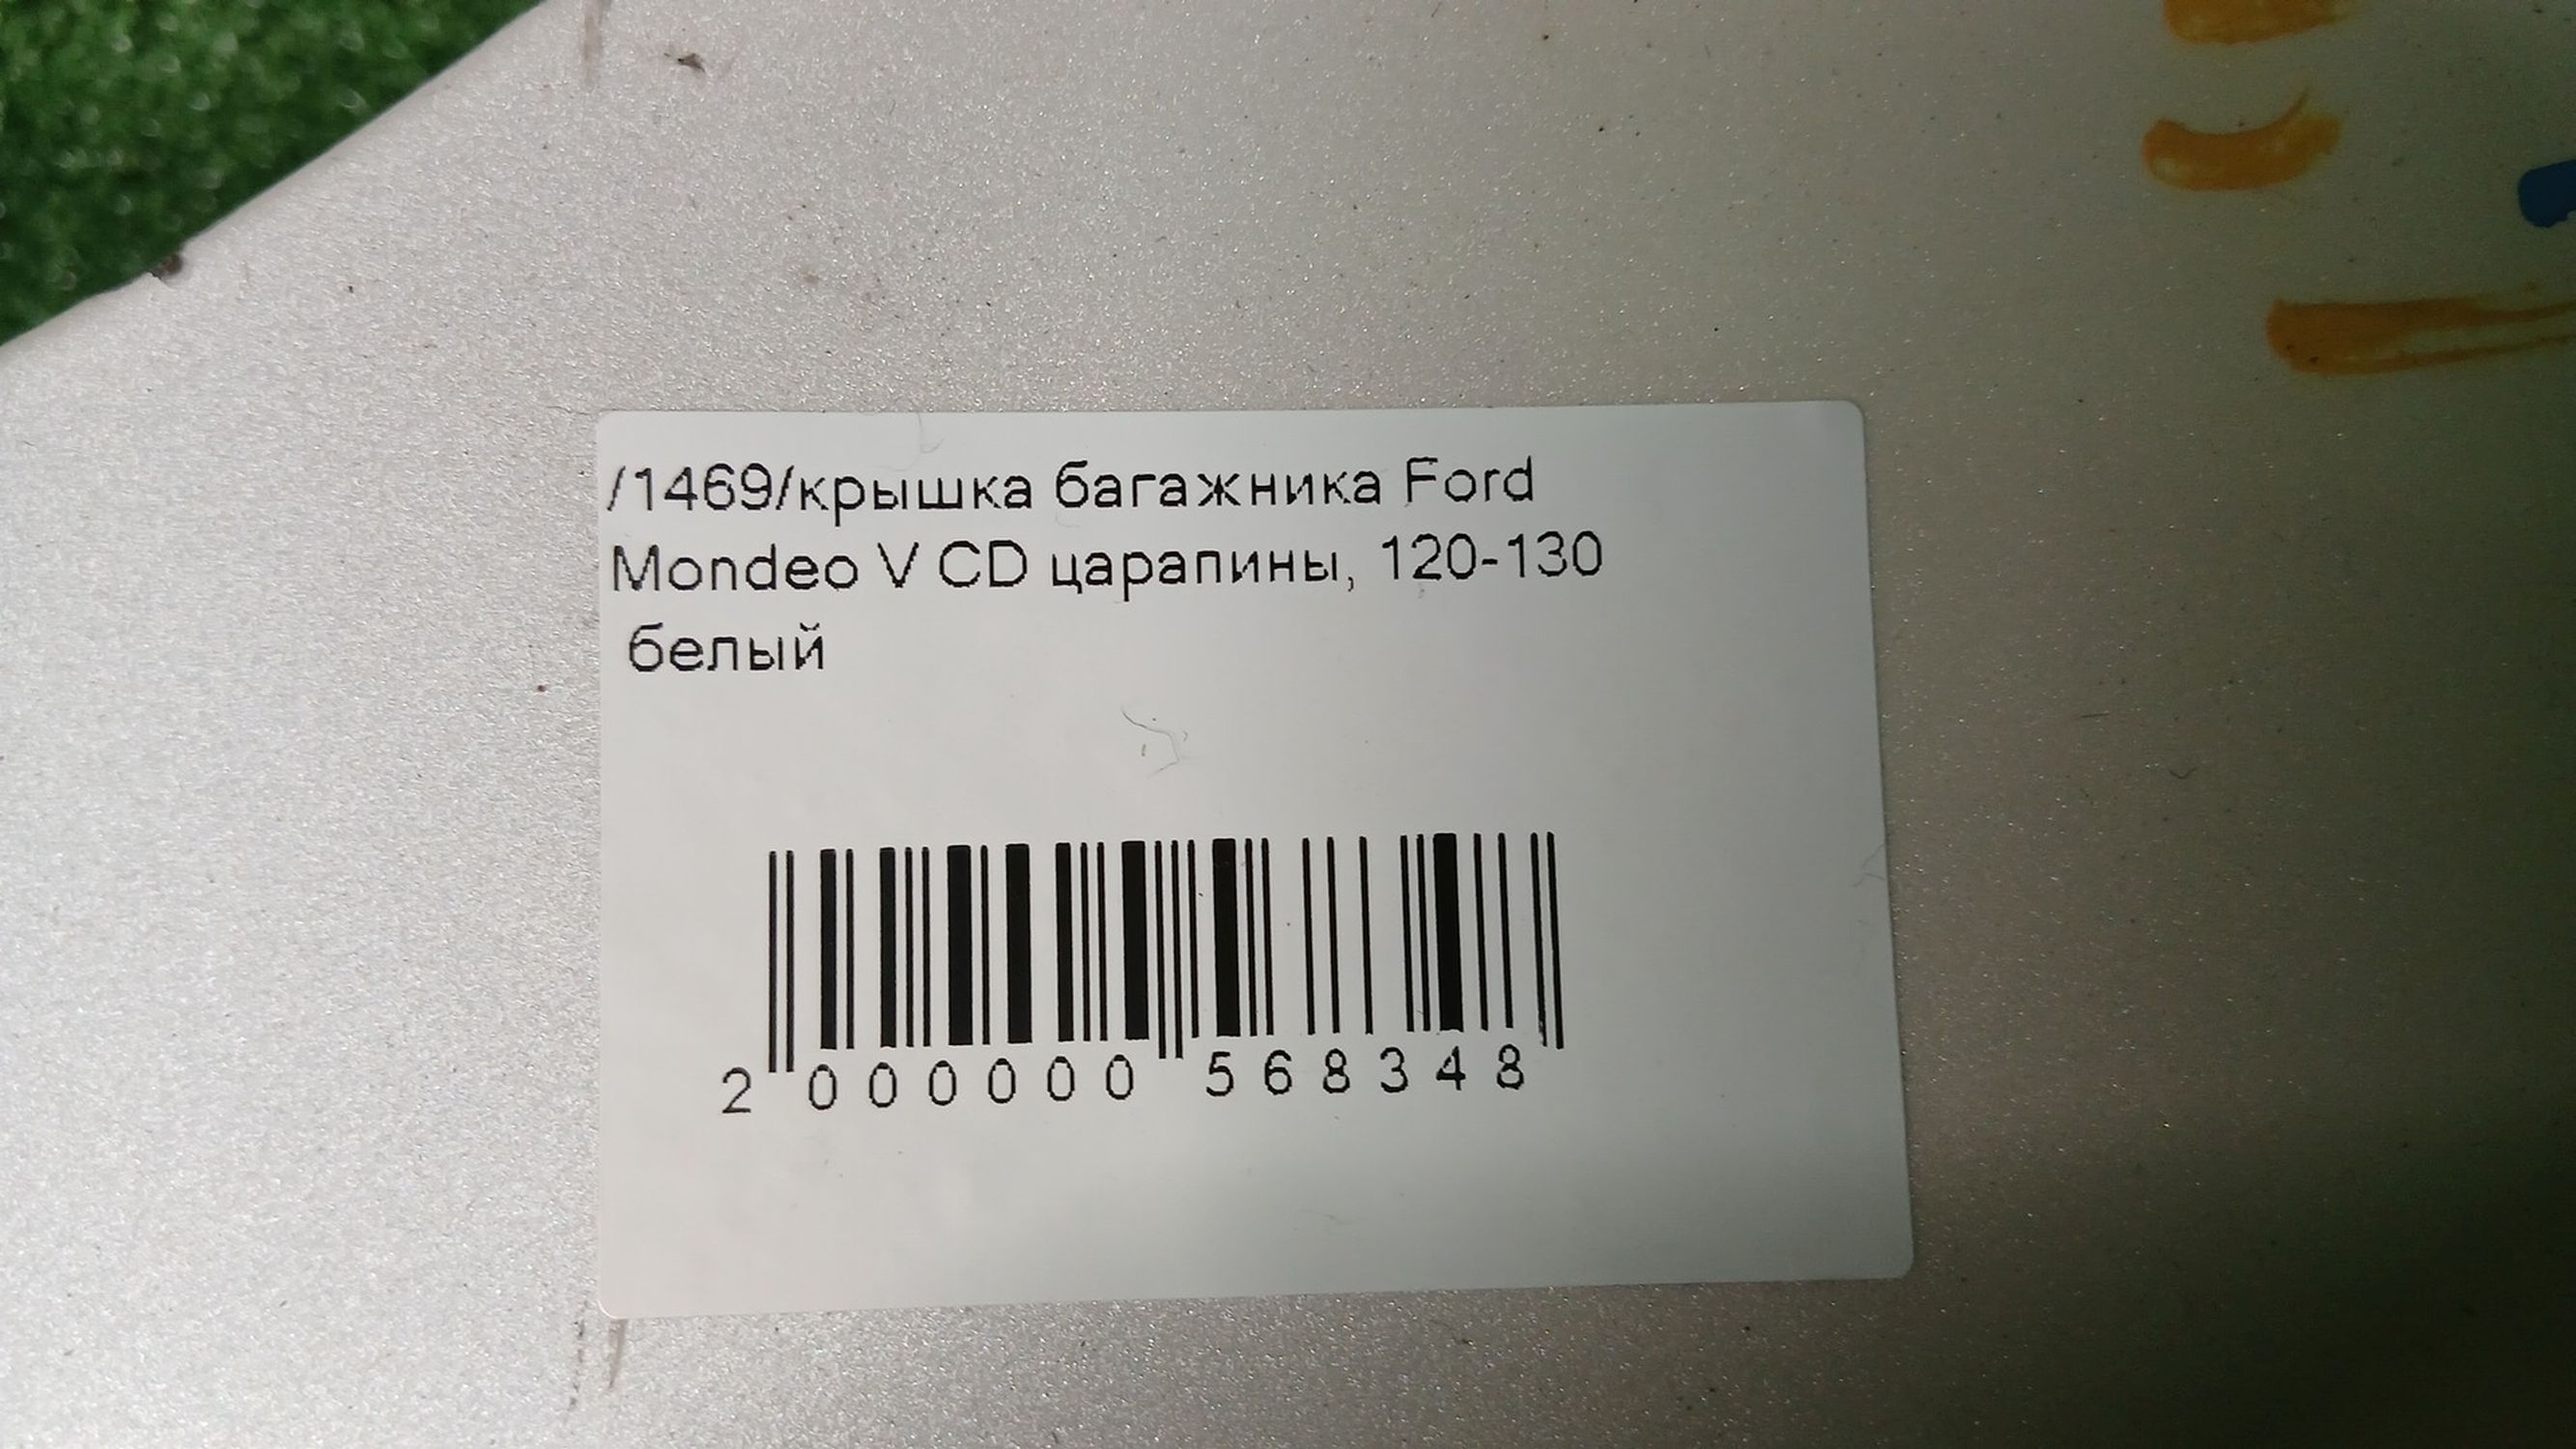 /1469/крышка багажника Ford
Mondeo V CD царапины, 120-130
белый
2 000000 568348